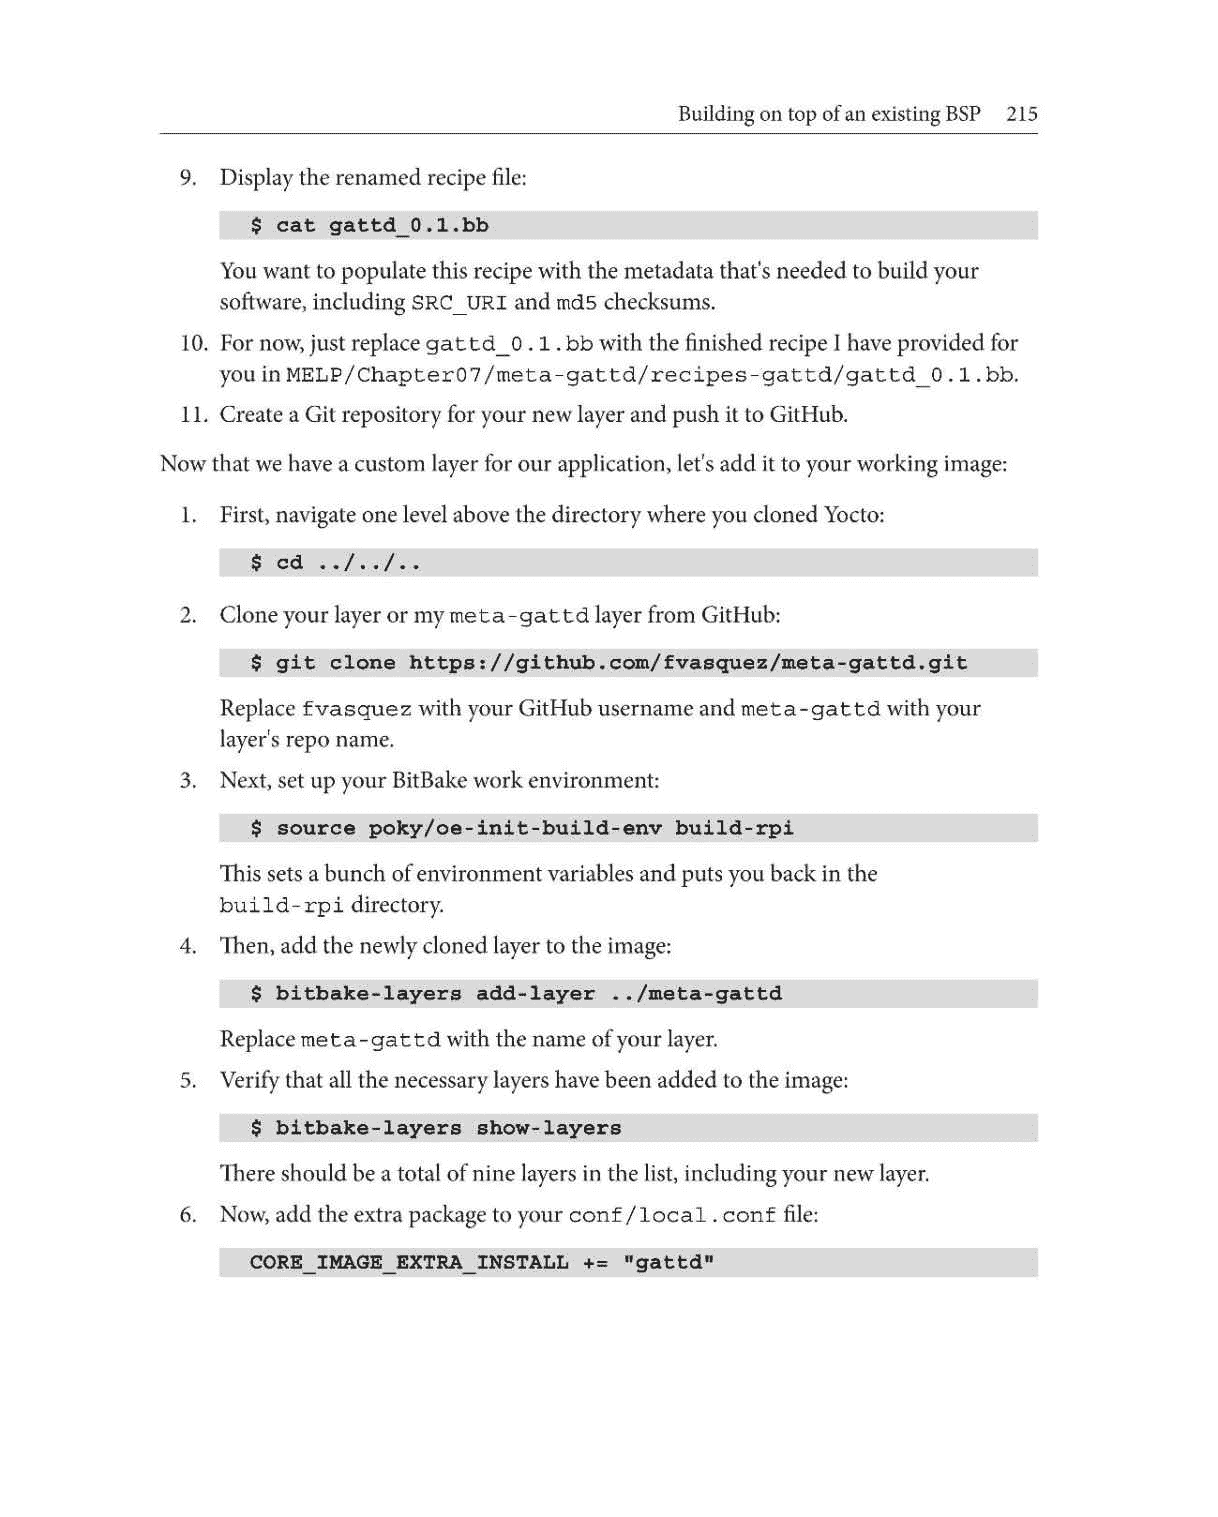 Building on top of an existing BSP 215
9. Display the renamed recipe file:
$ cat gattd_0.1.bb
You want to populate this recipe with the metadata that's needed to build your
software, including SRC_URI and md5 checksums.
10. For now, just replace gattd_0.1.bb with the finished recipe I have provided for
you in MELP/Chapter07/meta-gattd/recipes-gattd/gattd_0.1.bb.
11. Create a Git repository for your new layer and push it to GitHub.
Now that we have a custom layer for our application, let's add it to your working image:
1. First, navigate one level above the directory where you cloned Yocto:
$ cd ../../..
2. Clone your layer or my meta-gattd layer from GitHub:
$ git clone https://github.com/fvasquez/meta-gattd.git
Replace fvasquez with your GitHub username and meta-gattd with your
layer's repo name.
3. Next, set up your BitBake work environment:
$ source poky/oe-init-build-env build-rpi
This sets a bunch of environment variables and puts you back in the
build-rpi directory.
4. Then, add the newly cloned layer to the image:
$ bitbake-layers add-layer ../meta-gattd
Replace meta-gattd with the name of your layer.
5. Verify that all the necessary layers have been added to the image:
$ bitbake-layers show-layers
There should be a total of nine layers in the list, including your new layer.
6. Now, add the extra package to your conf/local.conf file:
CORE_IMAGE_EXTRA_INSTALL += "gattd"